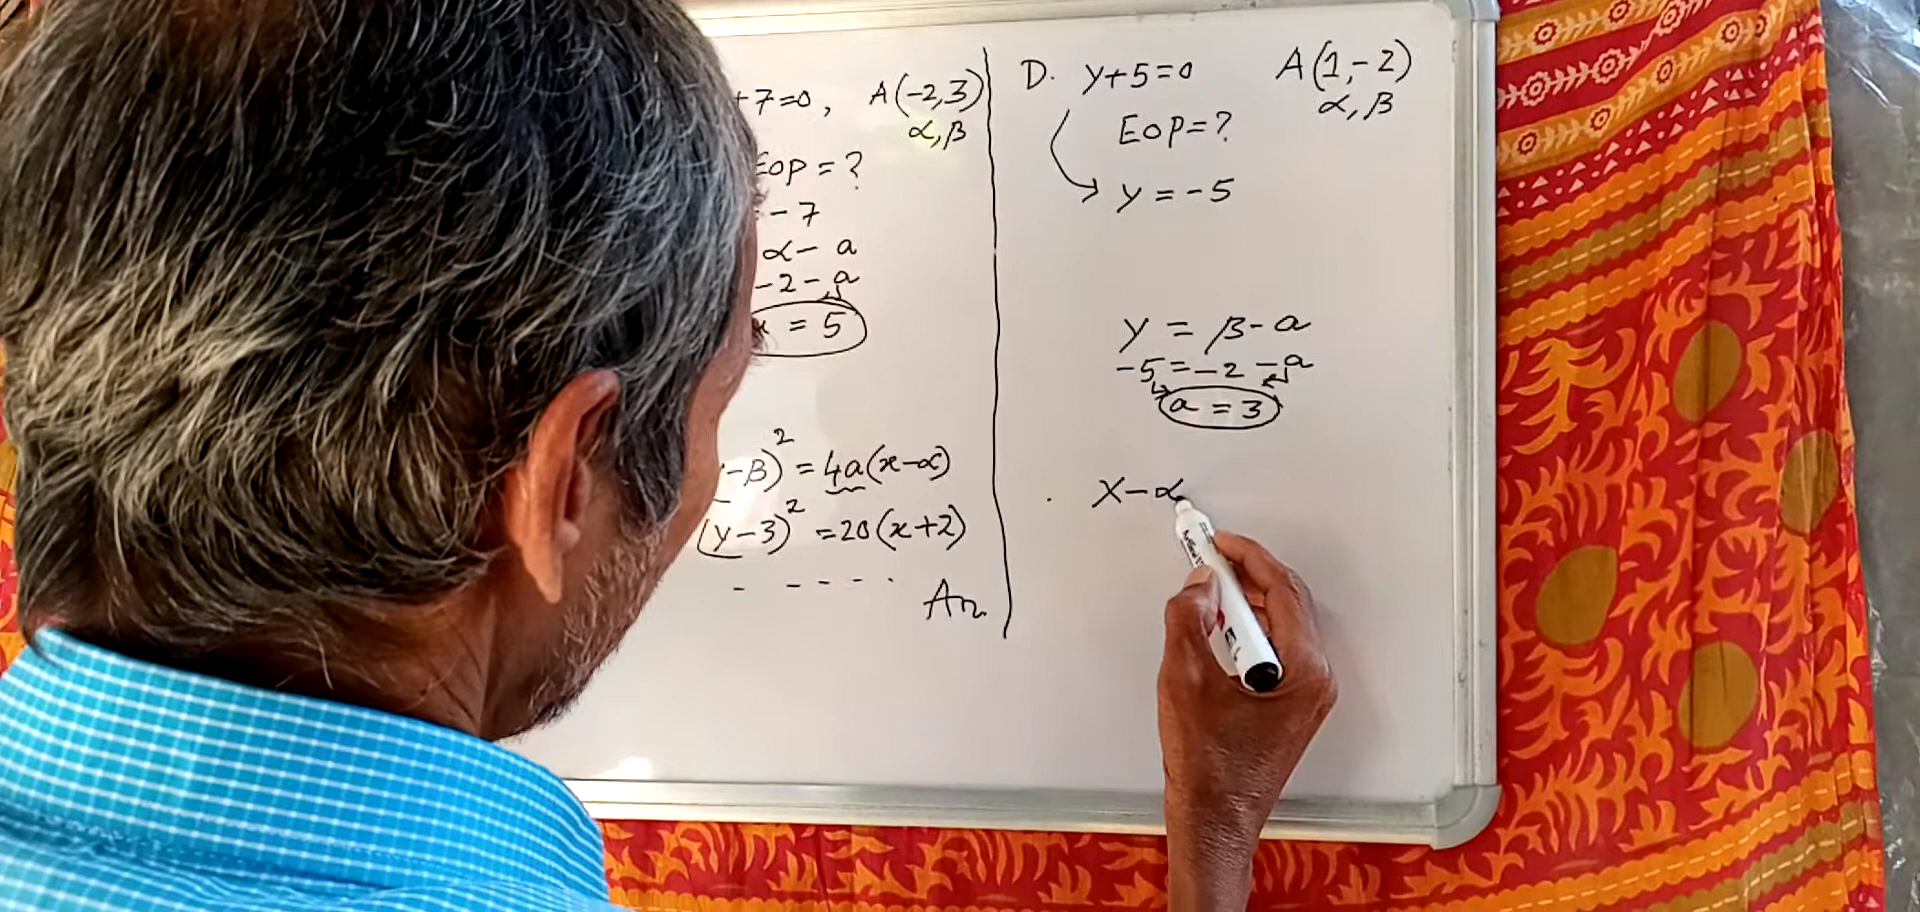 +7=0, A(-2,3)
α,β
EOP = ?
= -7
α- a
-2-a
= 5
-β)² = 4a(x-α)
(y-3)² =20(x+2)
- - - - - .
An
D. y+5=0 A(1,-2)
α,β
EOP=?
y = -5
y = β-a
-5=-2-a
a = 3
. X-α